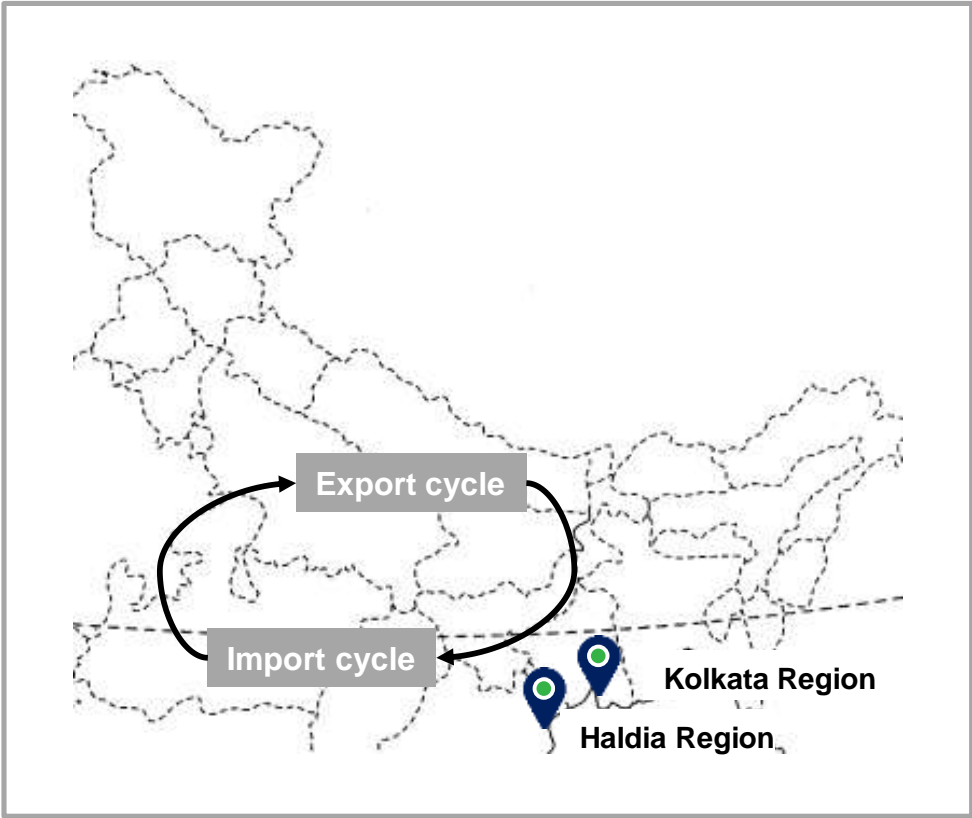 Export cycle
Import cycle
Kolkata Region
Haldia Region